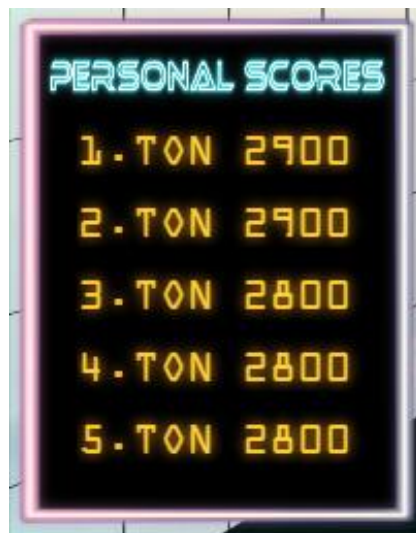 PERSONAL SCORES
1.TON 2900
2.TON 2900
3.TON 2800
4.TON 2800
5.TON 2800